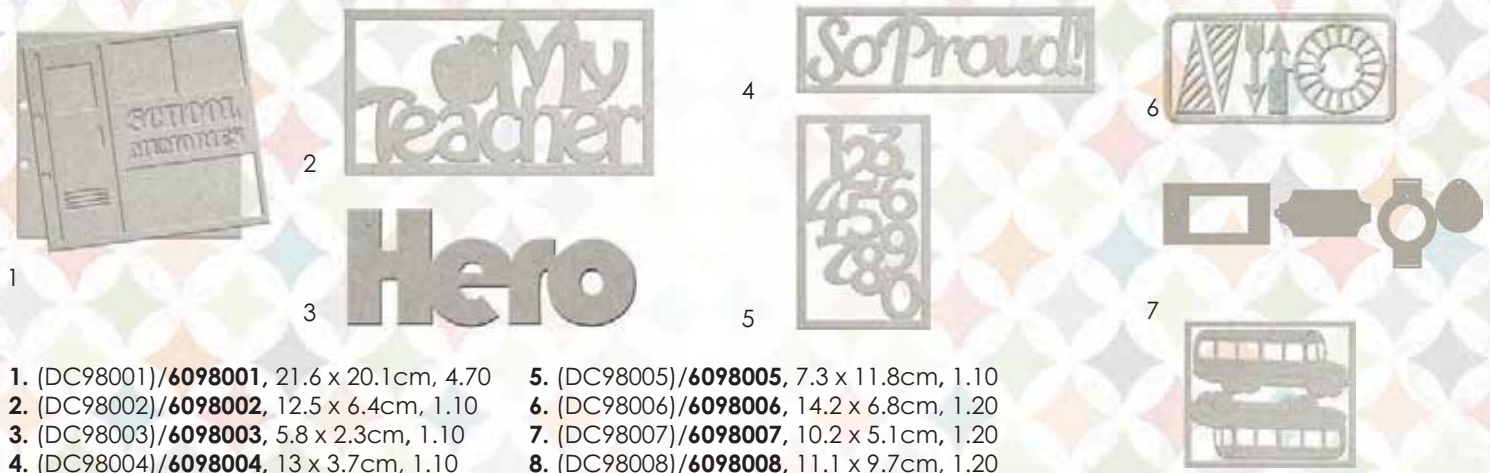 SCHOOL
MEMORIES
1
My
Teacher
2
Hero
3
So Proud!
4
123
456
789
0
5
6
7
1. (DC98001)/6098001, 21.6 x 20.1cm, 4.70
2. (DC98002)/6098002, 12.5 x 6.4cm, 1.10
3. (DC98003)/6098003, 5.8 x 2.3cm, 1.10
4. (DC98004)/6098004, 13 x 3.7cm, 1.10
5. (DC98005)/6098005, 7.3 x 11.8cm, 1.10
6. (DC98006)/6098006, 14.2 x 6.8cm, 1.20
7. (DC98007)/6098007, 10.2 x 5.1cm, 1.20
8. (DC98008)/6098008, 11.1 x 9.7cm, 1.20